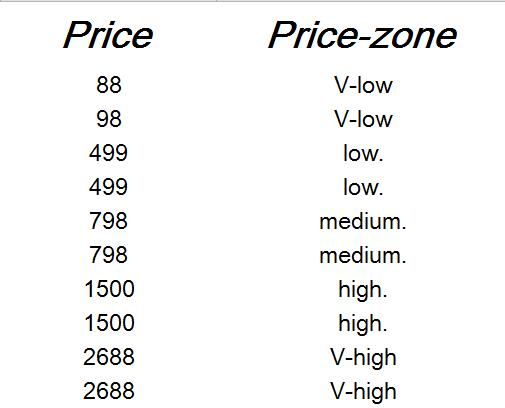 Price Price-zone
88 V-low
98 V-low
499 low.
499 low.
798 medium.
798 medium.
1500 high.
1500 high.
2688 V-high
2688 V-high